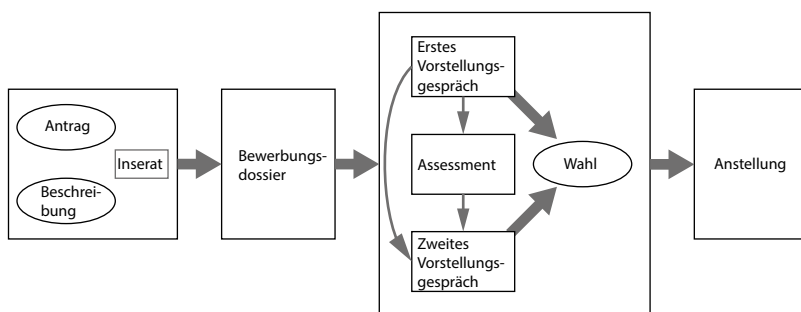 Antrag
Inserat
Beschrei-
bung
Bewerbungs-
dossier
Erstes
Vorstellungs-
gespräch
Assessment
Zweites
Vorstellungs-
gespräch
Wahl
Anstellung